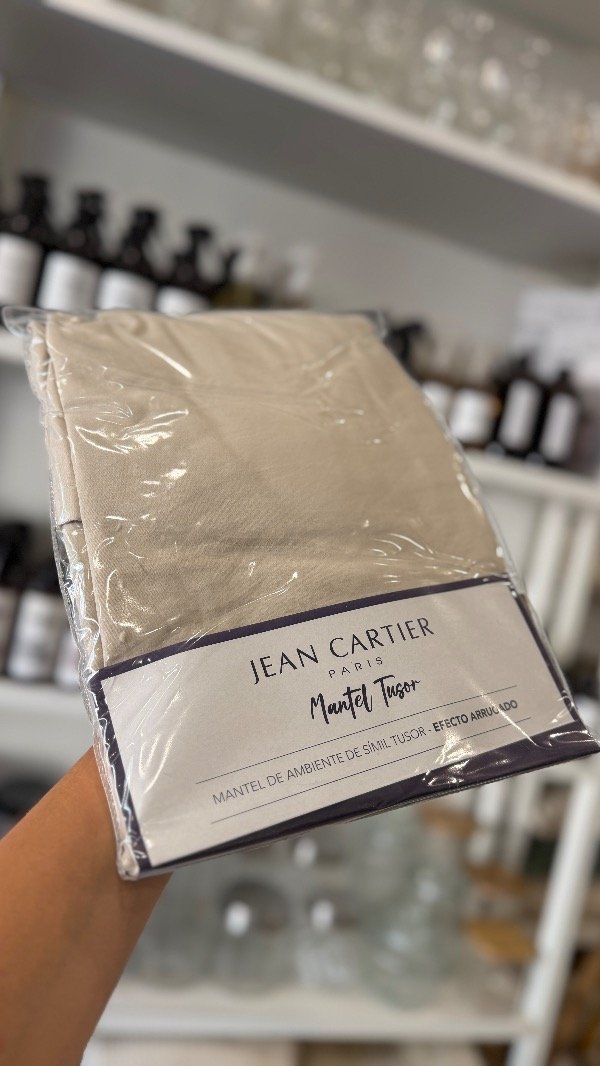 JEAN CARTIER
PARIS
Mantel Tusor
MANTEL DE AMBIENTE DE SÍMIL TUSOR - EFECTO ARRUGADO